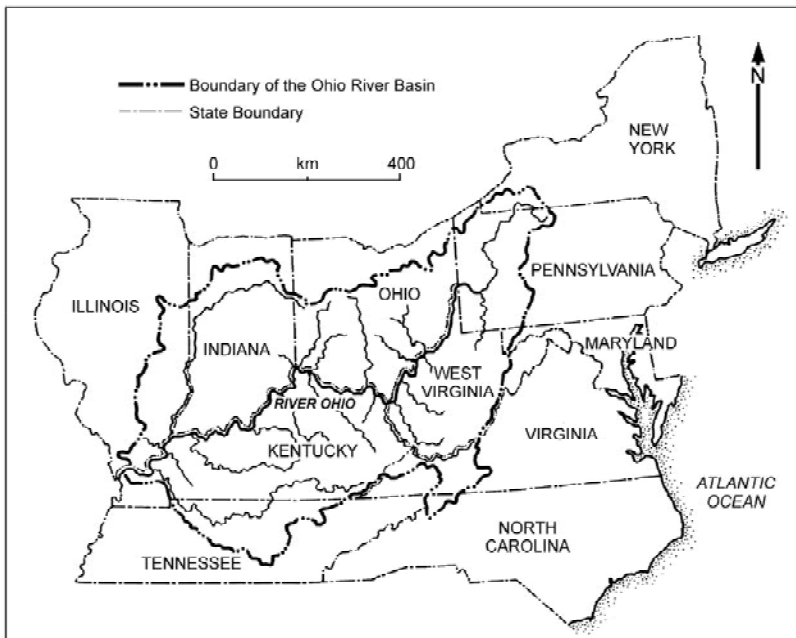 Boundary of the Ohio River Basin
State Boundary
0 km 400
N
NEW
YORK
PENNSYLVANIA
ILLINOIS
OHIO
INDIANA
MARYLAND
WEST
VIRGINIA
RIVER OHIO
KENTUCKY
VIRGINIA
ATLANTIC
OCEAN
NORTH
CAROLINA
TENNESSEE